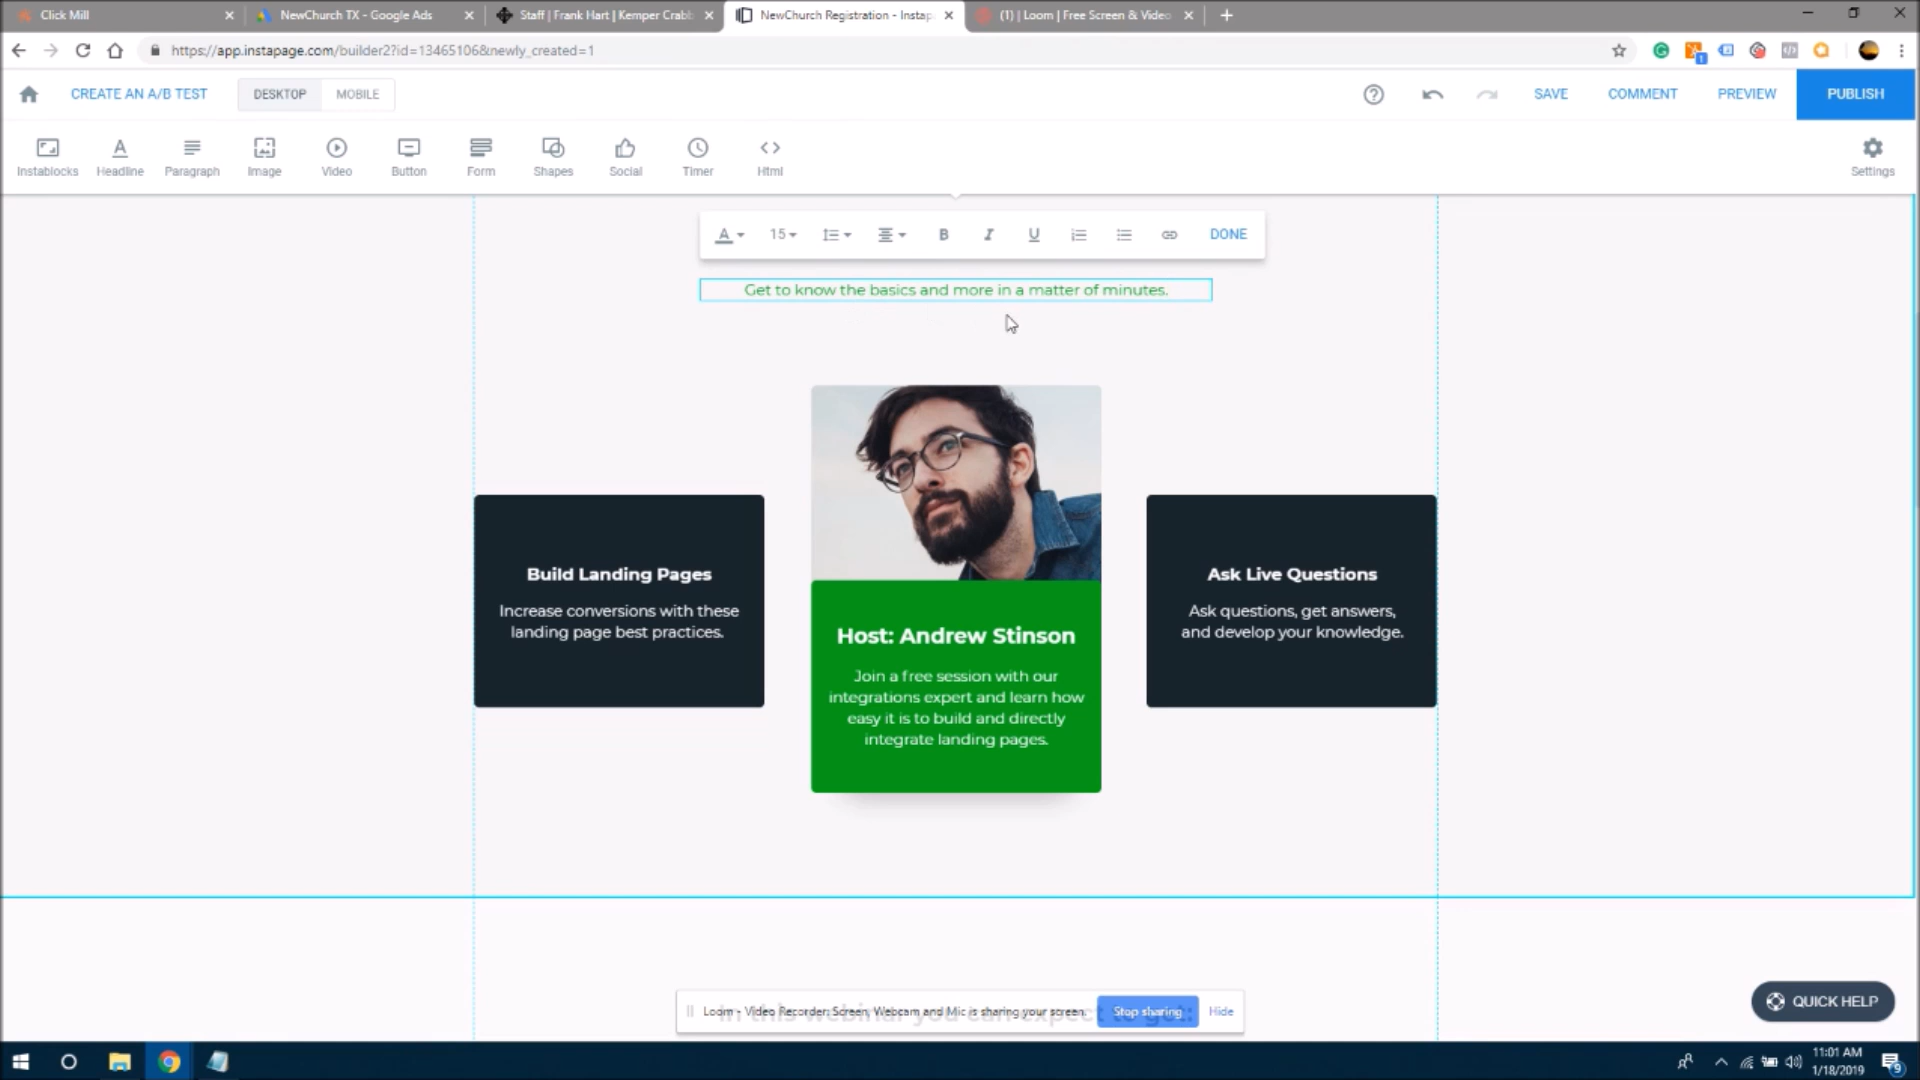 Click Mill
NewChurch TX - Google Ads
Staff | Frank Hart | Kemper Crabb
NewChurch Registration - Instap
(1) | Loom | Free Screen & Video
https://app.instapage.com/builder2?id=13465106&newly_created=1
CREATE AN A/B TEST
DESKTOP
MOBILE
SAVE
COMMENT
PREVIEW
PUBLISH
Instablocks
Headline
Paragraph
Image
Video
Button
Form
Shapes
Social
Timer
Html
Settings
15
DONE
Get to know the basics and more in a matter of minutes.
Build Landing Pages
Increase conversions with these
landing page best practices.
Host: Andrew Stinson
Join a free session with our
integrations expert and learn how
easy it is to build and directly
integrate landing pages.
Ask Live Questions
Ask questions, get answers,
and develop your knowledge.
Loom - Video Recorder: Screen, Webcam and Mic is sharing your screen.
Stop sharing
Hide
QUICK HELP
11:01 AM
1/18/2019